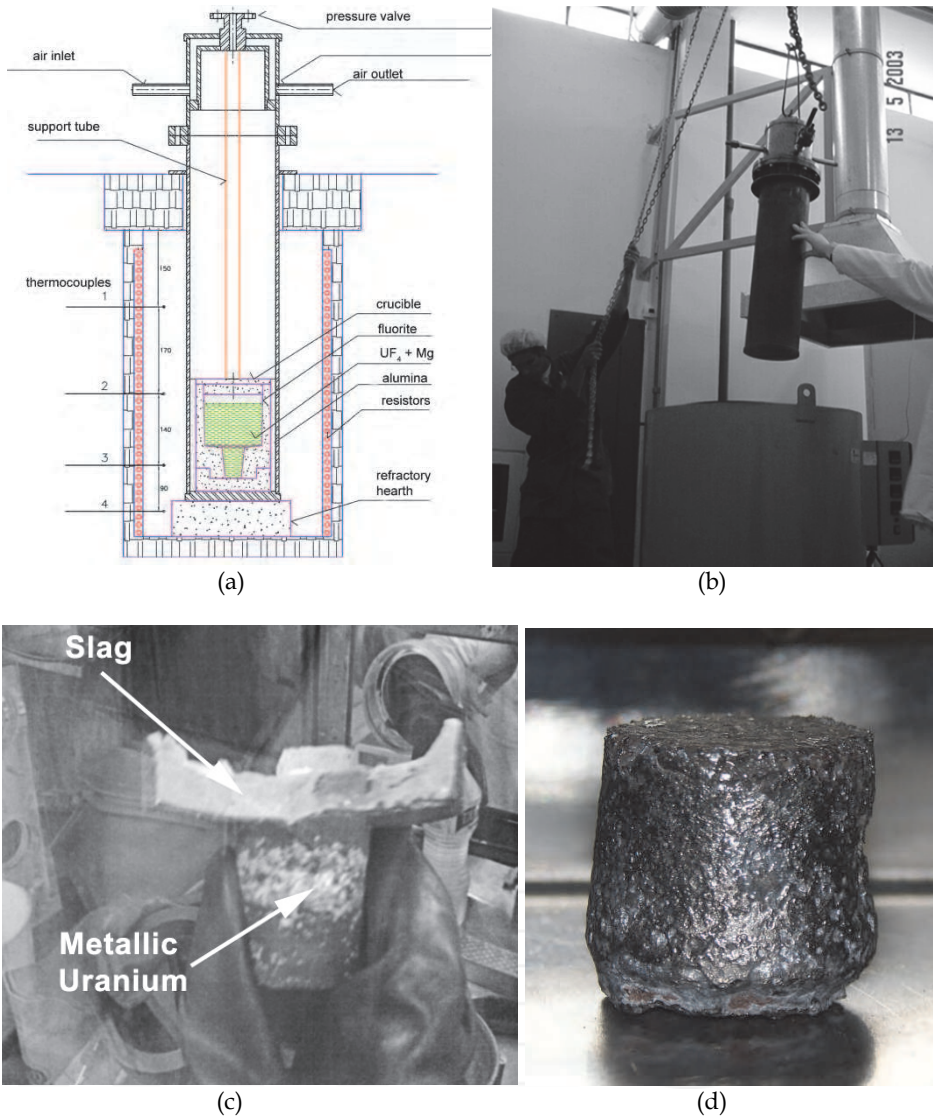 pressure valve
air inlet
air outlet
support tube
thermocouples
150
1
crucible
fluorite
170
UF₄ + Mg
alumina
2
resistors
140
3
refractory
hearth
90
4
(a)
13 5 2003
(b)
Slag
Metallic
Uranium
(c)
(d)